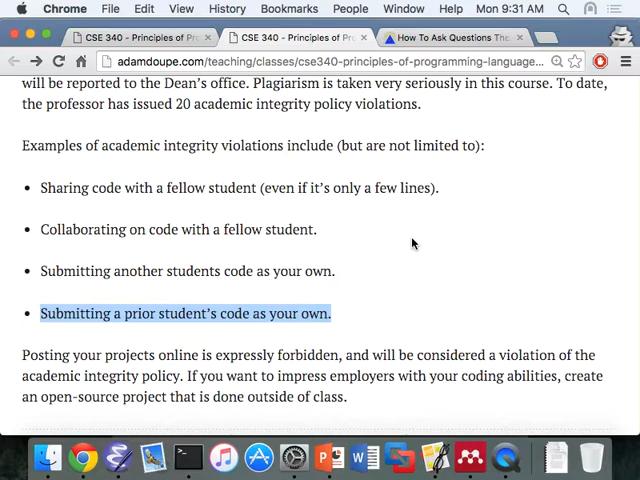 Chrome File Edit View History Bookmarks People Window Help Mon 9:31 AM
CSE 340 - Principles of Pro × CSE 340 - Principles of Pro × How To Ask Questions The ×
adamdoupe.com/teaching/classes/cse340-principles-of-programming-language...
will be reported to the Dean's office. Plagiarism is taken very seriously in this course. To date,
the professor has issued 20 academic integrity policy violations.
Examples of academic integrity violations include (but are not limited to):
• Sharing code with a fellow student (even if it's only a few lines).
• Collaborating on code with a fellow student.
• Submitting another students code as your own.
• Submitting a prior student's code as your own.
Posting your projects online is expressly forbidden, and will be considered a violation of the
academic integrity policy. If you want to impress employers with your coding abilities, create
an open-source project that is done outside of class.